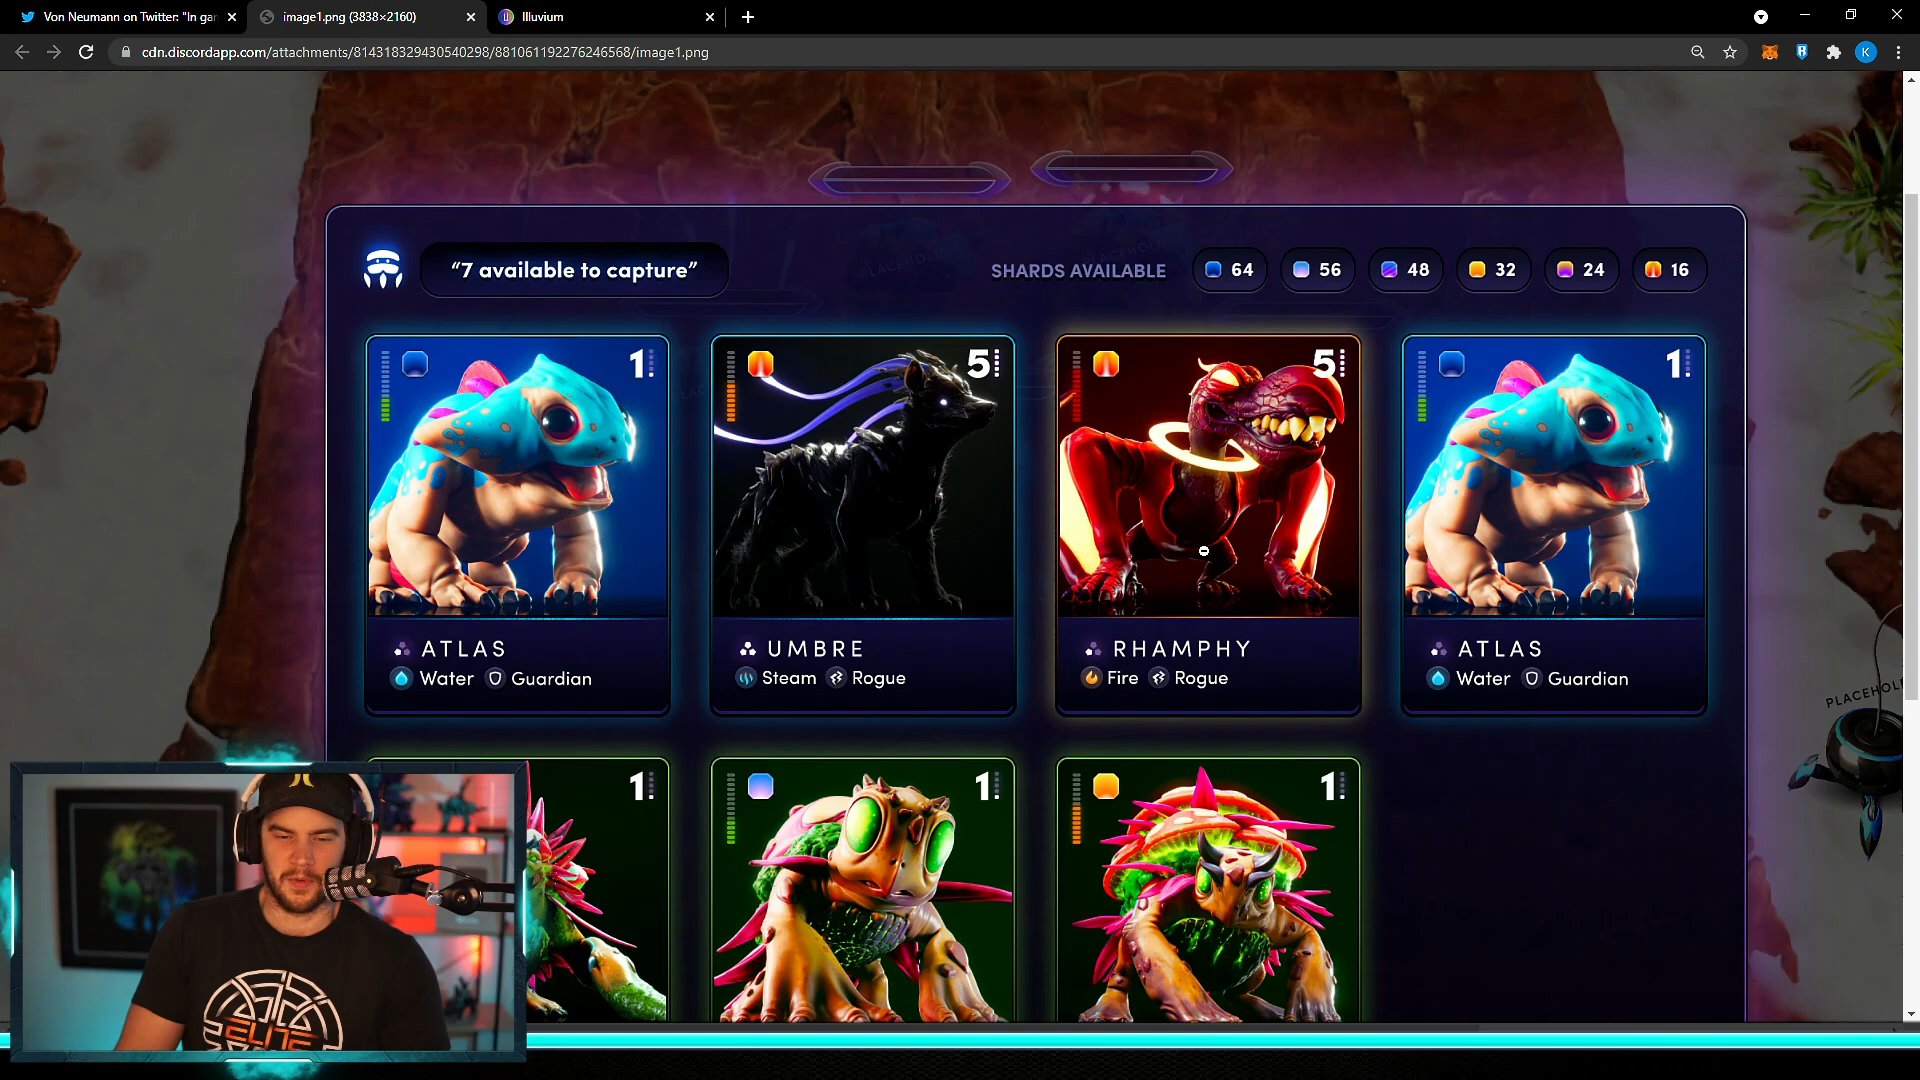 Von Neumann on Twitter: "In gan
image1.png (3838×2160)
Illuvium
cdn.discordapp.com/attachments/814318329430540298/881061192276246568/image1.png
K
"7 available to capture"
SHARDS AVAILABLE
64
56
48
32
24
16
1
5
5
1
ATLAS
Water Guardian
UMBRE
Steam Rogue
RHAMPHY
Fire Rogue
ATLAS
Water Guardian
PLACEHOL
1
1
1
ELITE